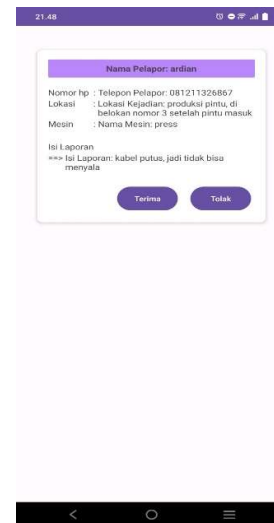 21.48
Nama Pelapor: ardian
Nomor hp : Telepon Pelapor: 081211326867
Lokasi : Lokasi Kejadian: produksi pintu, di
belokan nomor 3 setelah pintu masuk
Mesin : Nama Mesin: press
Isi Laporan
==> Isi Laporan: kabel putus, jadi tidak bisa
menyala
Terima Tolak